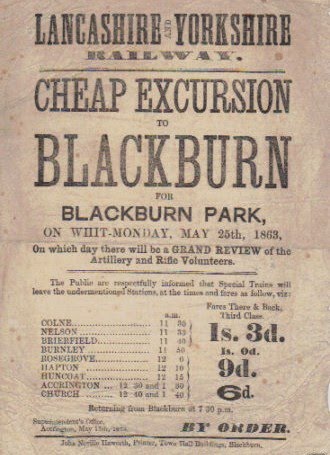 LANCASHIRE AND YORKSHIRE
RAILWAY.
CHEAP EXCURSION
TO
BLACKBURN
FOR
BLACKBURN PARK,
ON WHIT-MONDAY, MAY 25th, 1863,
On which day there will be a GRAND REVIEW of the
Artillery and Rifle Volunteers.
The Public are respectfully informed that Special Trains will
leave the undermentioned Stations, at the times and fares as follow, viz:
a.m.
Fares There & Back,
Third Class.
COLNE 11
NELSON 11 33
BRIERFIELD 11 40
BURNLEY 11 50
ROSEGROVE 12 6
HAPTON 12 10
HUNCOAT 12 15
ACCRINGTON 12 30 and 1 30
CHURCH 12 40 and 1 40
1s. 3d.
1s. 0d.
9d.
6d.
Returning from Blackburn at 7 30 p.m.
Superintendent's Office,
Accrington, May
BY ORDER.
John Neville Haworth, Printer, Town Hall Buildings, Blackburn.